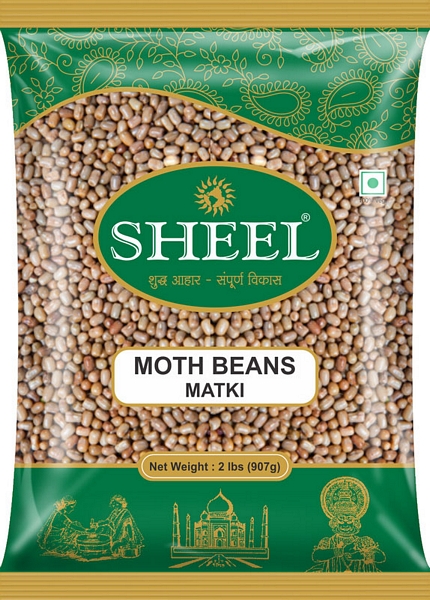 SHEEL®
शुद्ध आहार - संपूर्ण विकास
MOTH BEANS
MATKI
Net Weight : 2 lbs (907g)